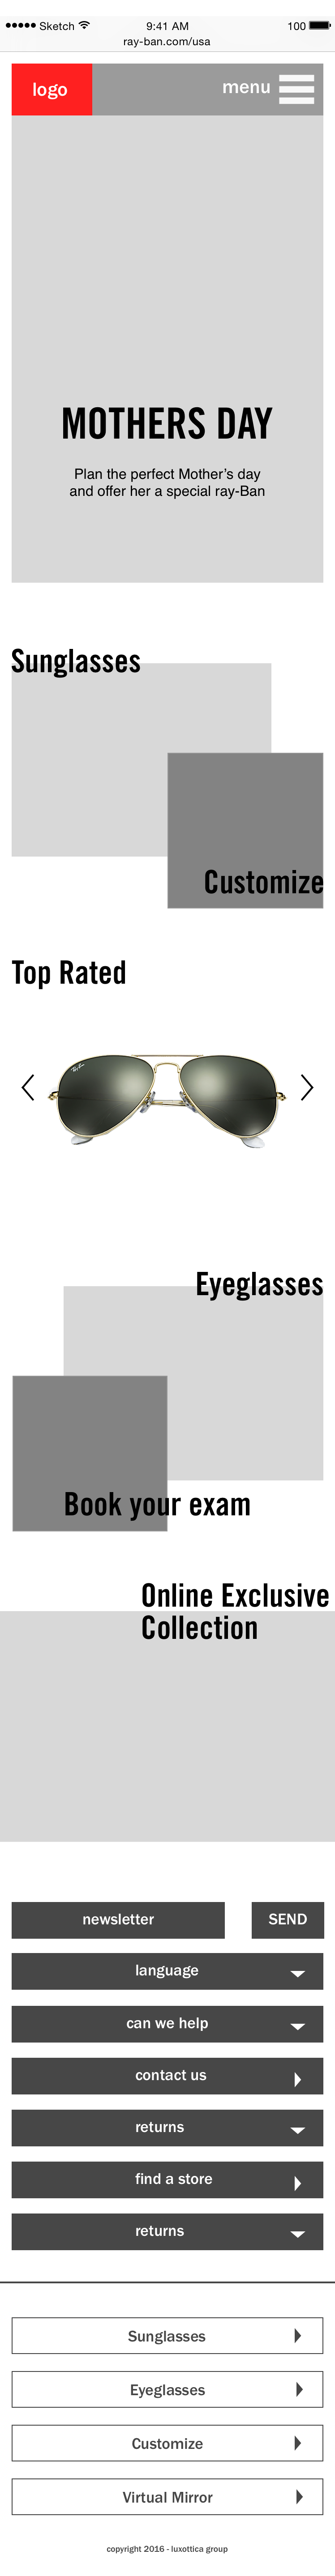 Sketch 9:41 AM 100
ray-ban.com/usa
logo menu
MOTHERS DAY
Plan the perfect Mother’s day
and offer her a special ray-Ban
Sunglasses
Customize
Top Rated
Ray-Ban
Eyeglasses
Book your exam
Online Exclusive
Collection
newsletter SEND
language
can we help
contact us
returns
find a store
returns
Sunglasses
Eyeglasses
Customize
Virtual Mirror
copyright 2016 - luxottica group